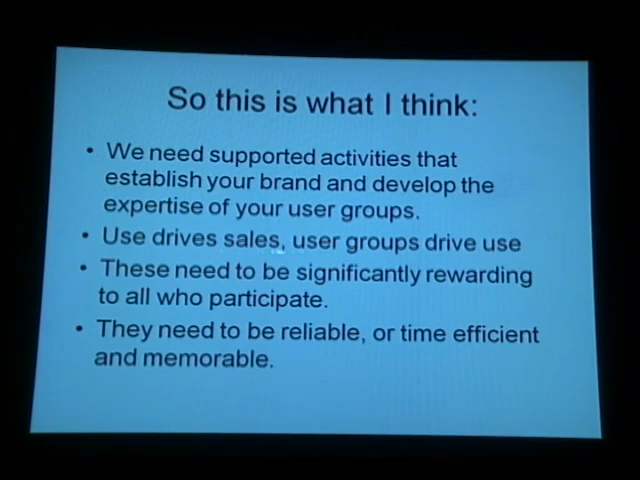 So this is what I think:
• We need supported activities that
establish your brand and develop the
expertise of your user groups.
• Use drives sales, user groups drive use
• These need to be significantly rewarding
to all who participate.
• They need to be reliable, or time efficient
and memorable.